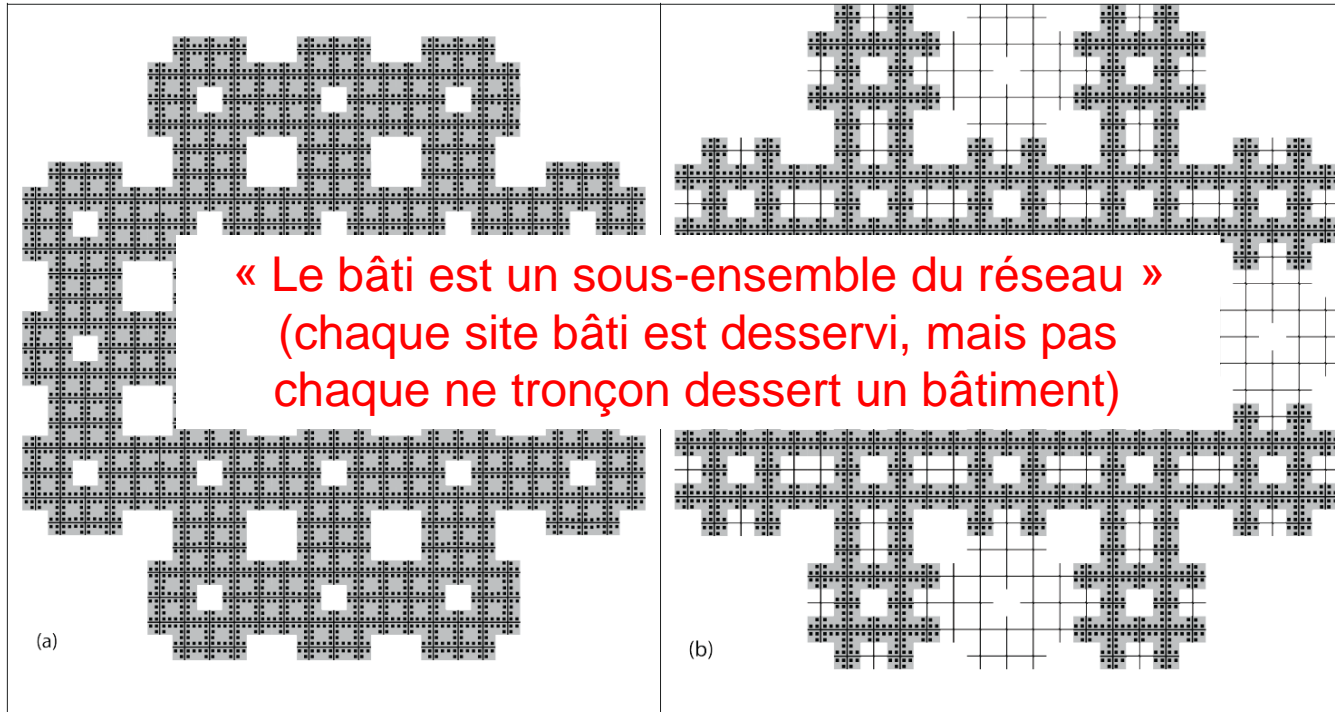 « Le bâti est un sous-ensemble du réseau »
(chaque site bâti est desservi, mais pas
chaque ne tronçon dessert un bâtiment)
(a)
(b)